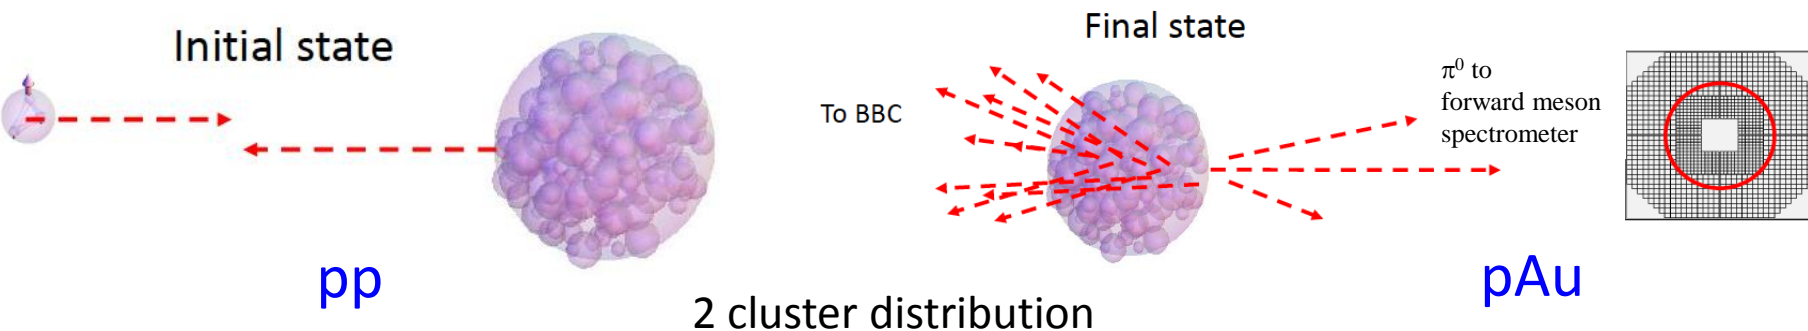 Initial state
Final state
To BBC
π⁰ to
forward meson
spectrometer
pp
pAu
2 cluster distribution